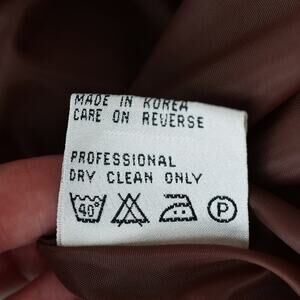 MADE IN KOREA
CARE ON REVERSE
PROFESSIONAL
DRY CLEAN ONLY
40° P